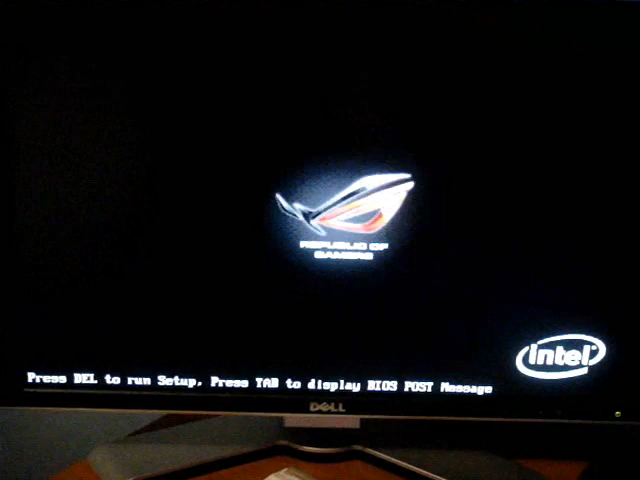 REPUBLIC OF
GAMERS
intel
Press DEL to run Setup, Press TAB to display BIOS POST Message
DELL